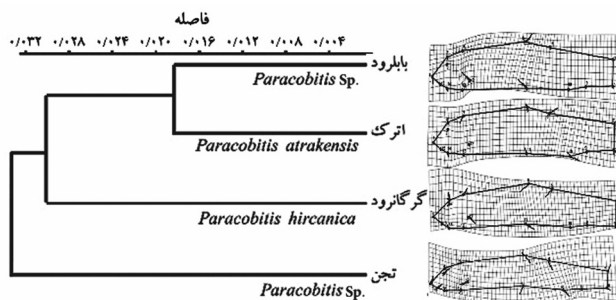 فاصله
۰/۰۳۲ ۰/۰۲۸ ۰/۰۲۴ ۰/۰۲۰ ۰/۰۱۶ ۰/۰۱۲ ۰/۰۰۸ ۰/۰۰۴
بابلرود
Paracobitis Sp.
اترک
Paracobitis atrakensis
گرگانرود
Paracobitis hircanica
تجن
Paracobitis Sp.